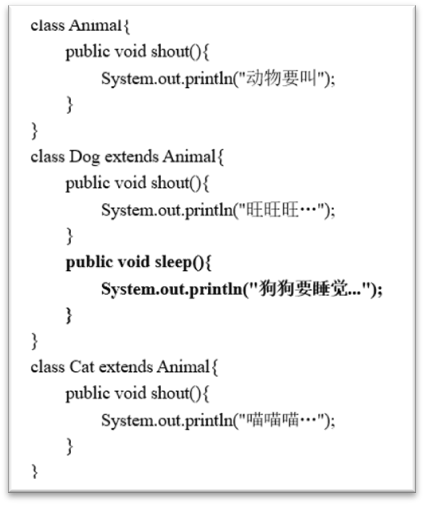 class Animal{
public void shout(){
System.out.println("动物要叫");
}
}
class Dog extends Animal{
public void shout(){
System.out.println("旺旺旺…");
}
public void sleep(){
System.out.println("狗狗要睡觉...");
}
}
class Cat extends Animal{
public void shout(){
System.out.println("喵喵喵…");
}
}